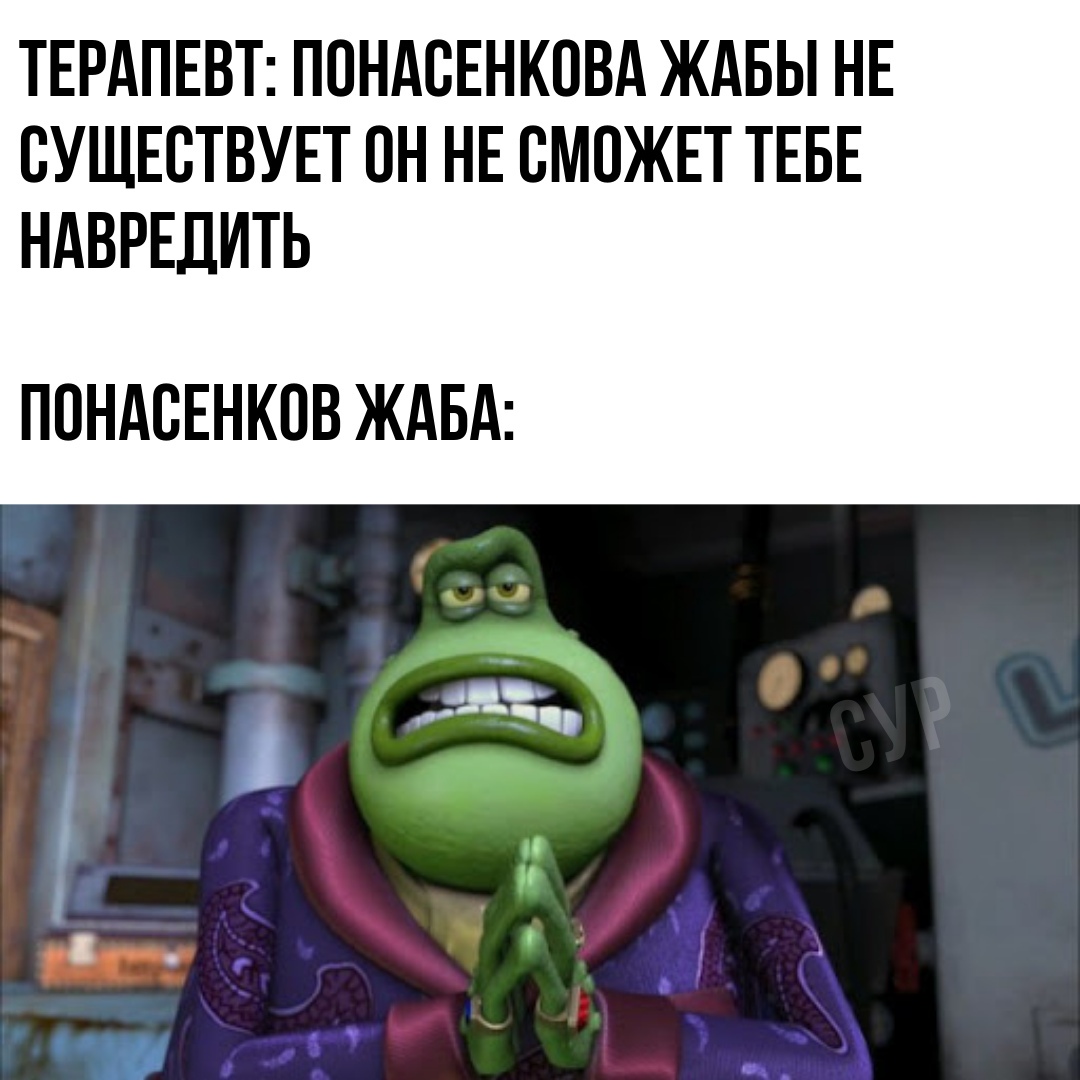 ТЕРАПЕВТ: ПОНАСЕНКОВА ЖАБЫ НЕ
СУЩЕСТВУЕТ ОН НЕ СМОЖЕТ ТЕБЕ
НАВРЕДИТЬ
ПОНАСЕНКОВ ЖАБА:
СУР